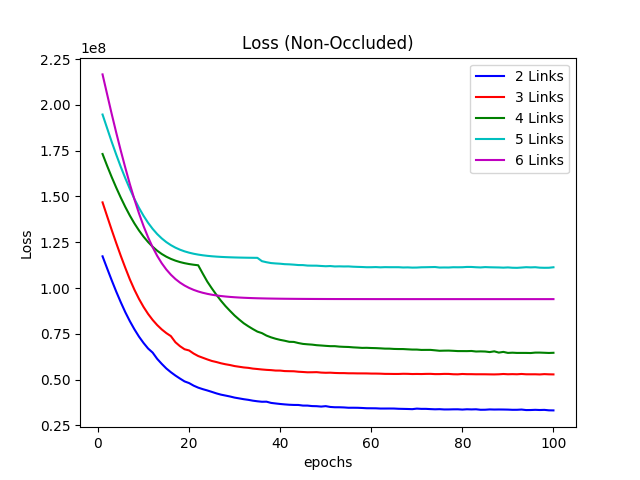 Loss (Non-Occluded)
1e8
2.25
2.00
1.75
1.50
1.25
1.00
0.75
0.50
0.25
Loss
0 20 40 60 80 100
epochs
2 Links
3 Links
4 Links
5 Links
6 Links